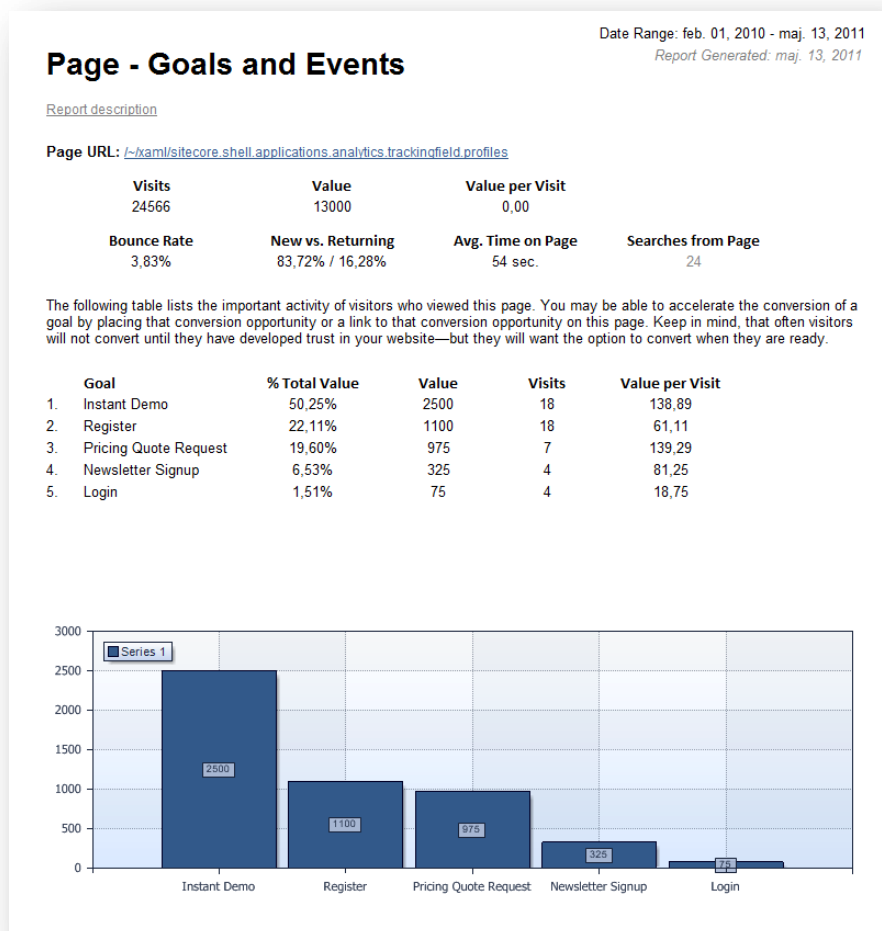 Date Range: feb. 01, 2010 - maj. 13, 2011
Page - Goals and Events
Report Generated: maj. 13, 2011
Report description
Page URL: /~/xaml/sitecore.shell.applications.analytics.trackingfield.profiles
Visits Value Value per Visit
24566 13000 0,00
Bounce Rate New vs. Returning Avg. Time on Page Searches from Page
3,83% 83,72% / 16,28% 54 sec. 24
The following table lists the important activity of visitors who viewed this page. You may be able to accelerate the conversion of a
goal by placing that conversion opportunity or a link to that conversion opportunity on this page. Keep in mind, that often visitors
will not convert until they have developed trust in your website—but they will want the option to convert when they are ready.
Goal % Total Value Value Visits Value per Visit
1. Instant Demo 50,25% 2500 18 138,89
2. Register 22,11% 1100 18 61,11
3. Pricing Quote Request 19,60% 975 7 139,29
4. Newsletter Signup 6,53% 325 4 81,25
5. Login 1,51% 75 4 18,75
3000
Series 1
2500
2000
1500
1000
500
0
2500
1100
975
325
75
Instant Demo Register Pricing Quote Request Newsletter Signup Login